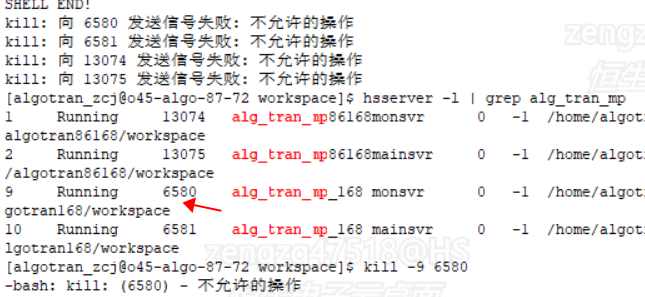 SHELL END!
kill: 向 6580 发送信号失败: 不允许的操作
kill: 向 6581 发送信号失败: 不允许的操作
kill: 向 13074 发送信号失败: 不允许的操作
kill: 向 13075 发送信号失败: 不允许的操作
[algotran_zcj@o45-algo-87-72 workspace]$ hsserver -l | grep alg_tran_mp
1 Running 13074 alg_tran_mp86168monsvr 0 -1 /home/algot
algotran86168/workspace
2 Running 13075 alg_tran_mp86168mainsvr 0 -1 /home/algot
/algotran86168/workspace
9 Running 6580 alg_tran_mp_168 monsvr 0 -1 /home/algot
gotran168/workspace
10 Running 6581 alg_tran_mp_168 mainsvr 0 -1 /home/algot
lgotran168/workspace
[algotran_zcj@o45-algo-87-72 workspace]$ kill -9 6580
-bash: kill: (6580) - 不允许的操作